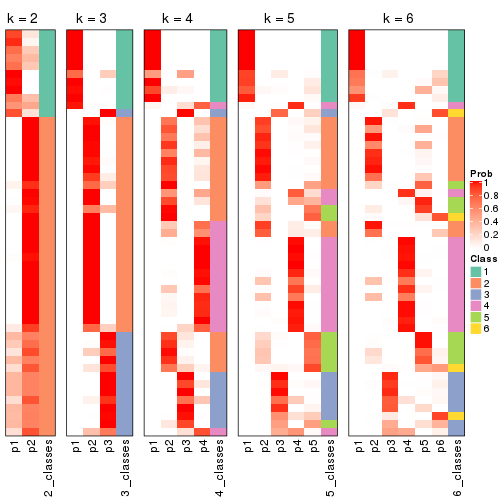 k = 2
k = 3
k = 4
k = 5
k = 6
p1
p2
2_classes
p1
p2
p3
3_classes
p1
p2
p3
p4
4_classes
p1
p2
p3
p4
p5
5_classes
p1
p2
p3
p4
p5
p6
6_classes
Prob
1
0.8
0.6
0.4
0.2
0
Class
1
2
3
4
5
6